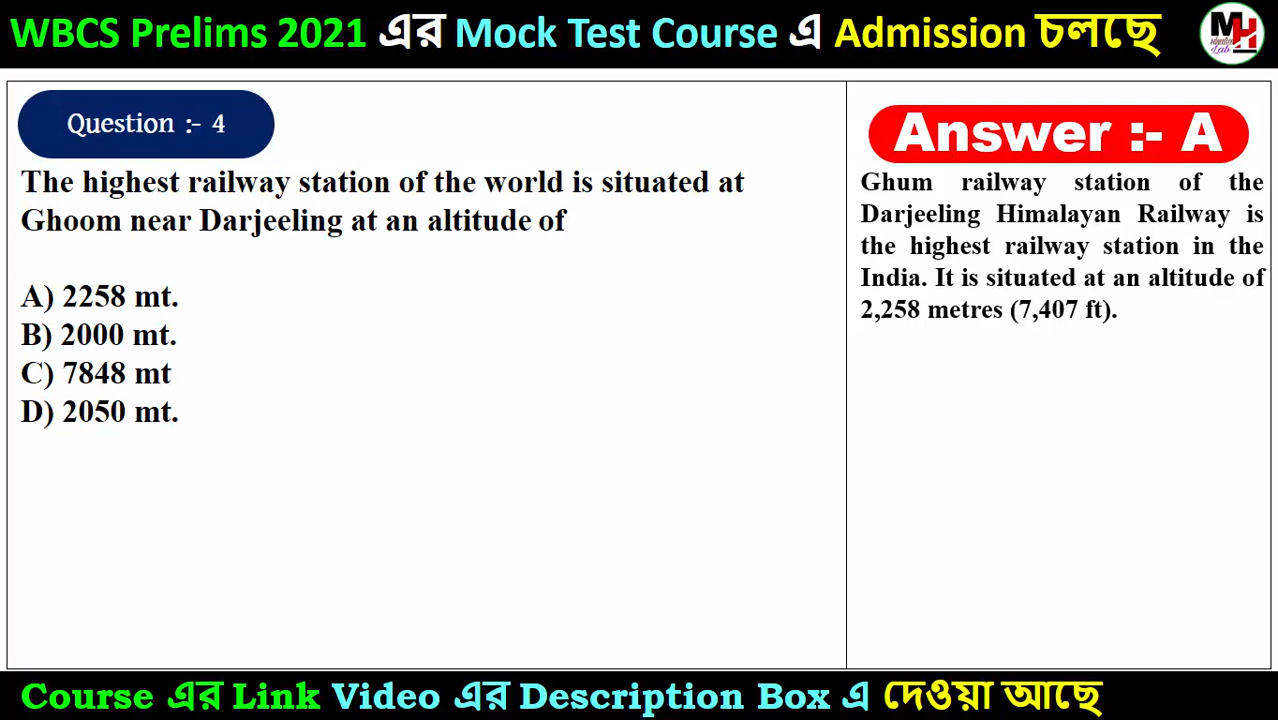 WBCS Prelims 2021 এর Mock Test Course এ Admission চলছে
MH
education
Lab
Question :- 4
The highest railway station of the world is situated at
Ghoom near Darjeeling at an altitude of
A) 2258 mt.
B) 2000 mt.
C) 7848 mt
D) 2050 mt.
Answer :- A
Ghum railway station of the
Darjeeling Himalayan Railway is
the highest railway station in the
India. It is situated at an altitude of
2,258 metres (7,407 ft).
Course এর Link Video এর Description Box এ দেওয়া আছে